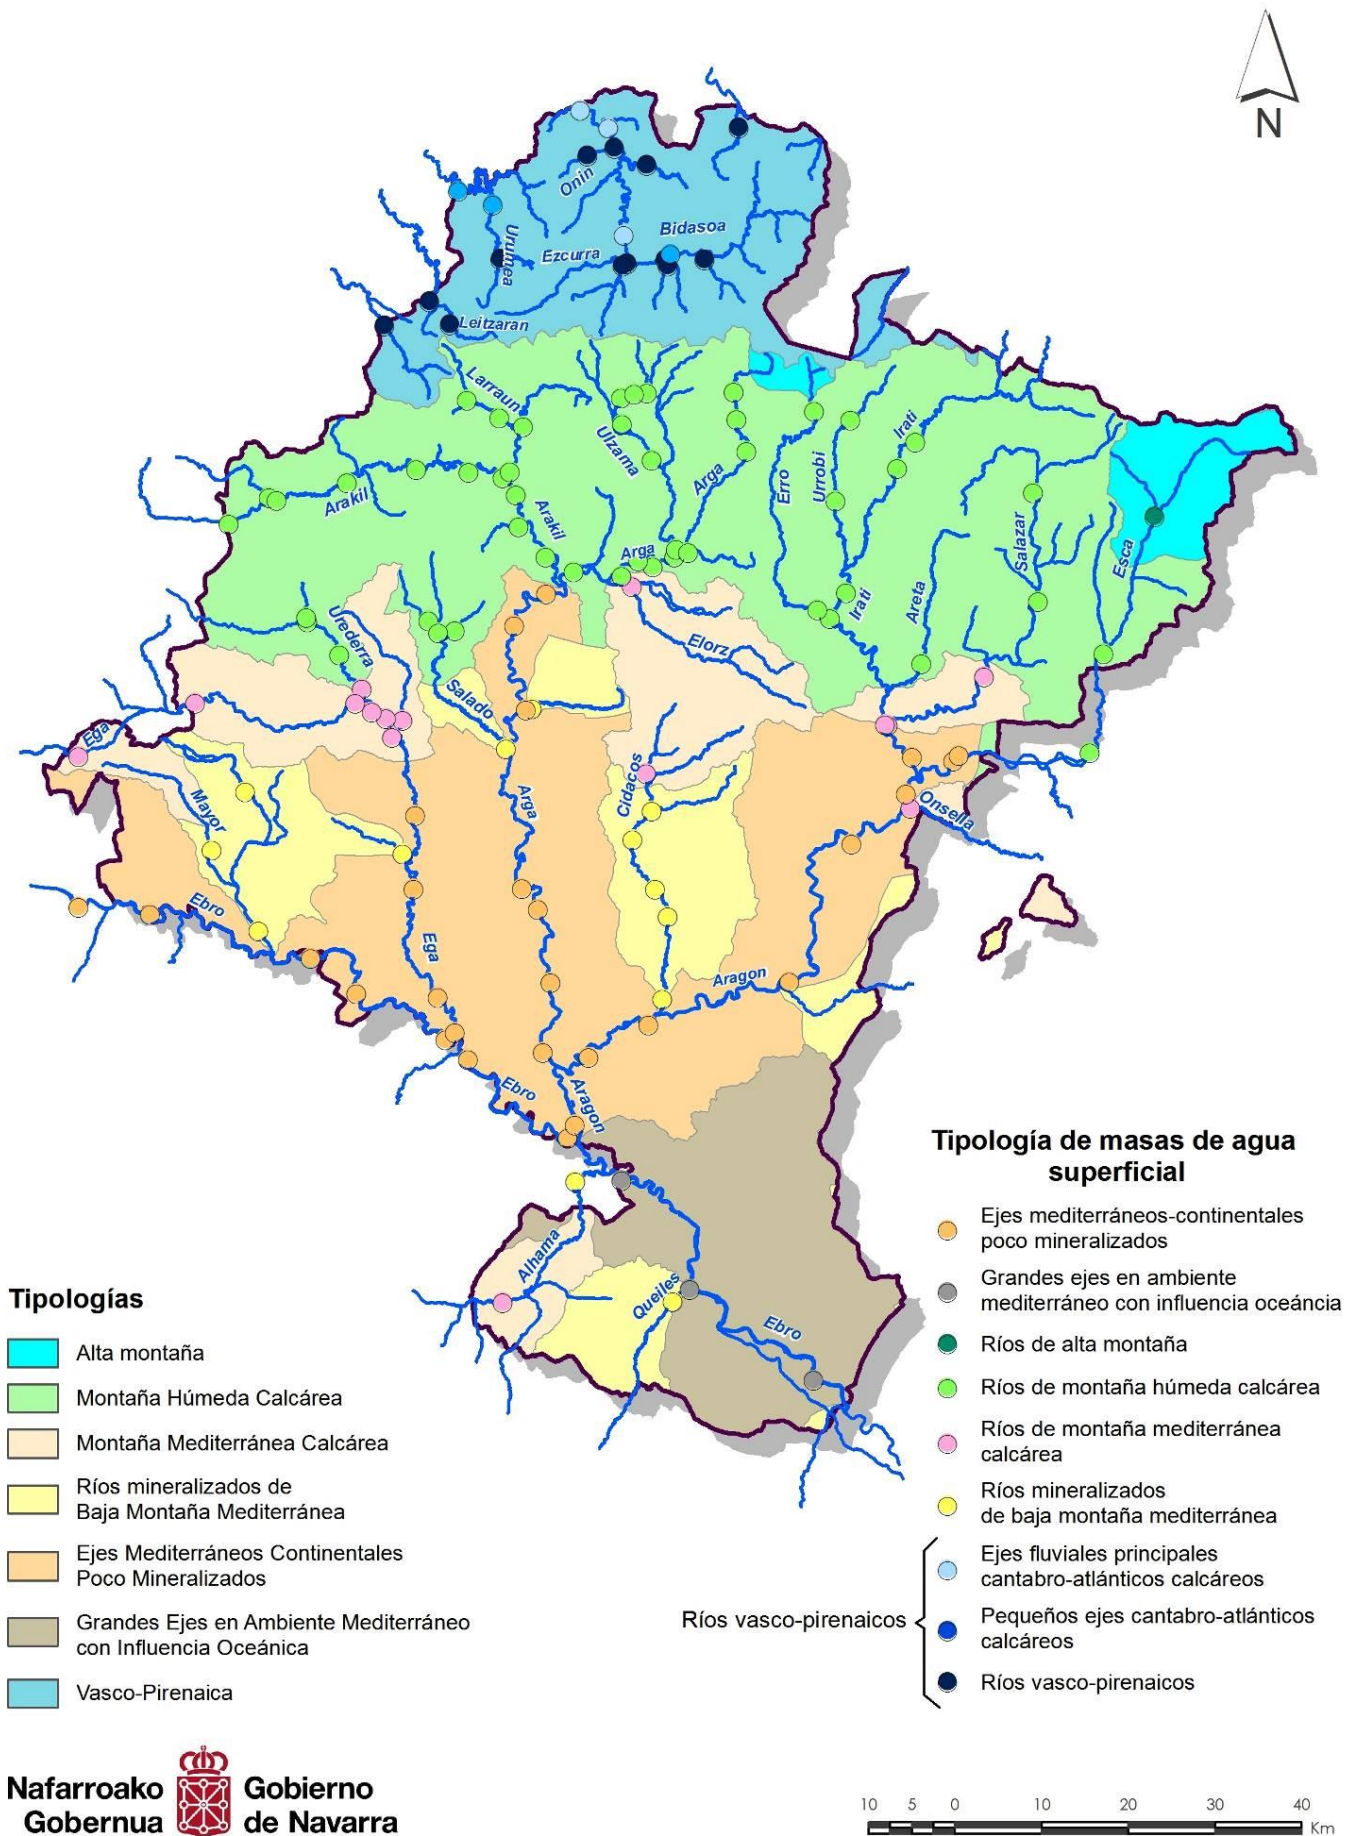 N
Onin
Bidasoa
Urumea
Ezcurra
Leitzaran
Larraun
Ulzama
Arga
Erro
Urrobi
Irati
Arakil
Arakil
Arga
Salazar
Esca
Irati
Areta
Urederra
Elorz
Salado
Ega
Cidacos
Mayor
Arga
Onsella
Ebro
Ega
Aragon
Ebro
Aragon
Alhama
Queiles
Ebro
Tipología de masas de agua
superficial
Ejes mediterráneos-continentales
poco mineralizados
Grandes ejes en ambiente
mediterráneo con influencia oceáncia
Ríos de alta montaña
Ríos de montaña húmeda calcárea
Ríos de montaña mediterránea
calcárea
Ríos mineralizados
de baja montaña mediterránea
Ríos vasco-pirenaicos
Ejes fluviales principales
cantabro-atlánticos calcáreos
Pequeños ejes cantabro-atlánticos
calcáreos
Ríos vasco-pirenaicos
Tipologías
Alta montaña
Montaña Húmeda Calcárea
Montaña Mediterránea Calcárea
Ríos mineralizados de
Baja Montaña Mediterránea
Ejes Mediterráneos Continentales
Poco Mineralizados
Grandes Ejes en Ambiente Mediterráneo
con Influencia Oceánica
Vasco-Pirenaica
Nafarroako
Gobernua
Gobierno
de Navarra
10 5 0 10 20 30 40
Km